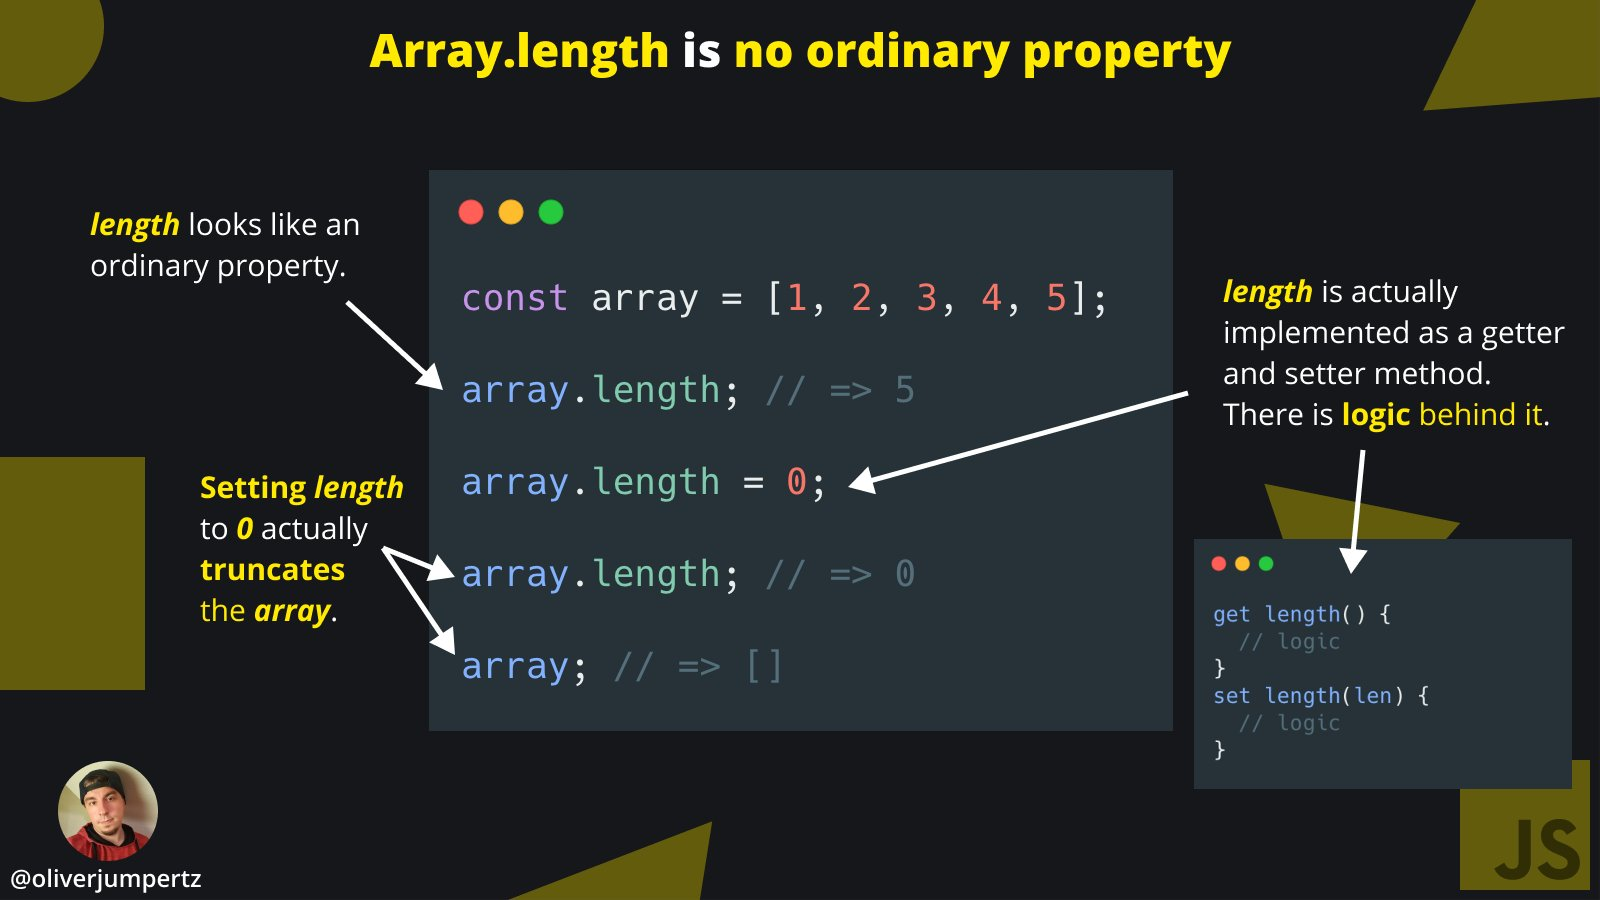 Array.length is no ordinary property
length looks like an
ordinary property.
const array = [1, 2, 3, 4, 5];
array.length; // => 5
array.length = 0;
array.length; // => 0
array; // => []
Setting length
to 0 actually
truncates
the array.
length is actually
implemented as a getter
and setter method.
There is logic behind it.
get length() {
// logic
}
set length(len) {
// logic
}
@oliverjumpertz
JS